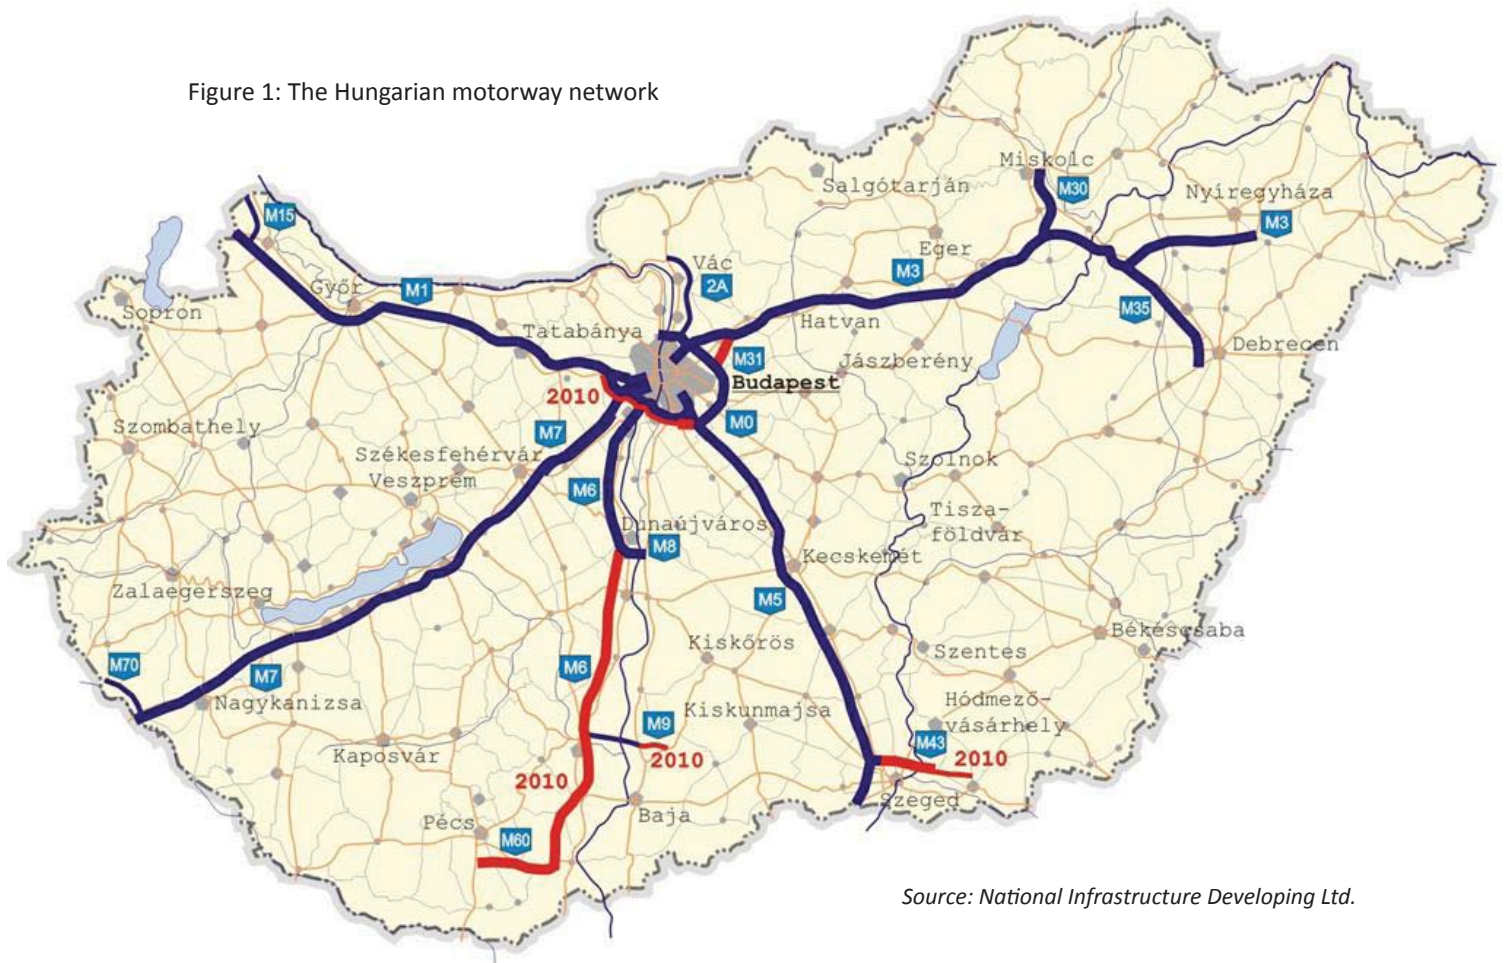 Figure 1: The Hungarian motorway network
Miskolc
Salgótarján
M30
Nyíregyháza
M15
M3
Eger
Vác
M3
2A
Győr
M1
Sopron
Tatabánya
Hatvan
M35
Debrecen
M31
Jászberény
Budapest
2010
M0
Szombathely
M7
Székesfehérvár
Veszprém
Szolnok
M6
Tisza-
földvár
Dunaújváros
M8
Kecskemét
Zalaegerszeg
M5
Békéscsaba
Kiskőrös
Szentes
M70
M6
M7
Nagykanizsa
Hódmező-
vásárhely
Kiskunmajsa
M9
M43
Kaposvár
2010
2010
2010
Szeged
Baja
Pécs
M60
Source: National Infrastructure Developing Ltd.